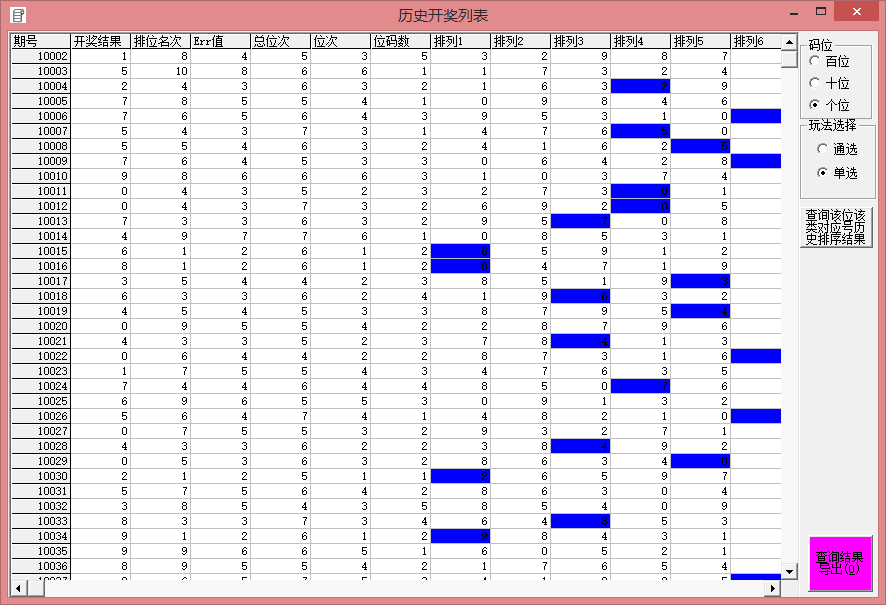 历史开奖列表
期号 开奖结果 排位名次 Err值 总位次 位次 位码数 排列1 排列2 排列3 排列4 排列5 排列6
10002 1 8 4 5 3 5 3 2 9 8 7
10003 5 10 8 6 6 1 1 7 3 2 4
10004 2 4 3 6 3 2 1 6 3 2 9
10005 7 8 5 5 4 1 0 9 8 4 6
10006 7 6 5 6 4 3 9 5 3 1 0
10007 5 4 3 7 3 1 4 7 6 5 0
10008 5 5 4 6 3 2 4 1 6 2 5
10009 7 6 4 5 3 3 0 6 4 2 8
10010 9 8 6 6 6 3 1 0 3 7 4
10011 0 4 3 5 2 3 2 7 3 0 1
10012 0 4 3 7 3 2 6 9 2 0 5
10013 7 3 3 6 3 2 9 5 7 0 8
10014 4 9 7 7 6 1 0 8 5 3 1
10015 6 1 2 6 1 2 6 5 9 1 2
10016 8 1 2 6 1 2 8 4 7 1 9
10017 3 5 4 4 2 3 8 5 1 9 3
10018 6 3 3 6 2 4 1 9 6 3 2
10019 4 5 4 5 3 3 8 7 9 5 4
10020 0 9 5 5 4 2 2 8 7 9 6
10021 4 3 3 5 2 3 7 8 4 1 3
10022 0 6 4 4 2 2 8 7 3 1 6
10023 1 7 5 5 4 3 4 7 6 3 5
10024 7 4 4 6 4 4 8 5 0 7 6
10025 6 9 6 5 5 3 0 9 1 3 2
10026 5 6 4 7 4 1 4 8 2 1 0
10027 0 7 5 5 3 2 9 3 2 7 1
10028 4 3 3 6 2 2 3 8 4 9 2
10029 0 5 3 6 3 2 8 6 3 4 0
10030 2 1 2 5 1 1 2 6 5 9 7
10031 5 7 5 6 4 2 8 6 3 0 4
10032 3 8 5 4 3 5 8 5 4 0 9
10033 8 3 3 7 3 4 6 4 8 5 3
10034 9 1 2 6 1 2 9 8 4 3 1
10035 9 9 6 6 5 1 6 0 5 2 1
10036 8 9 5 5 4 2 1 7 6 5 4
码位
百位
十位
个位
玩法选择
通选
单选
查询该位该
类对应号历
史排序结果
查询结果
导出(O)